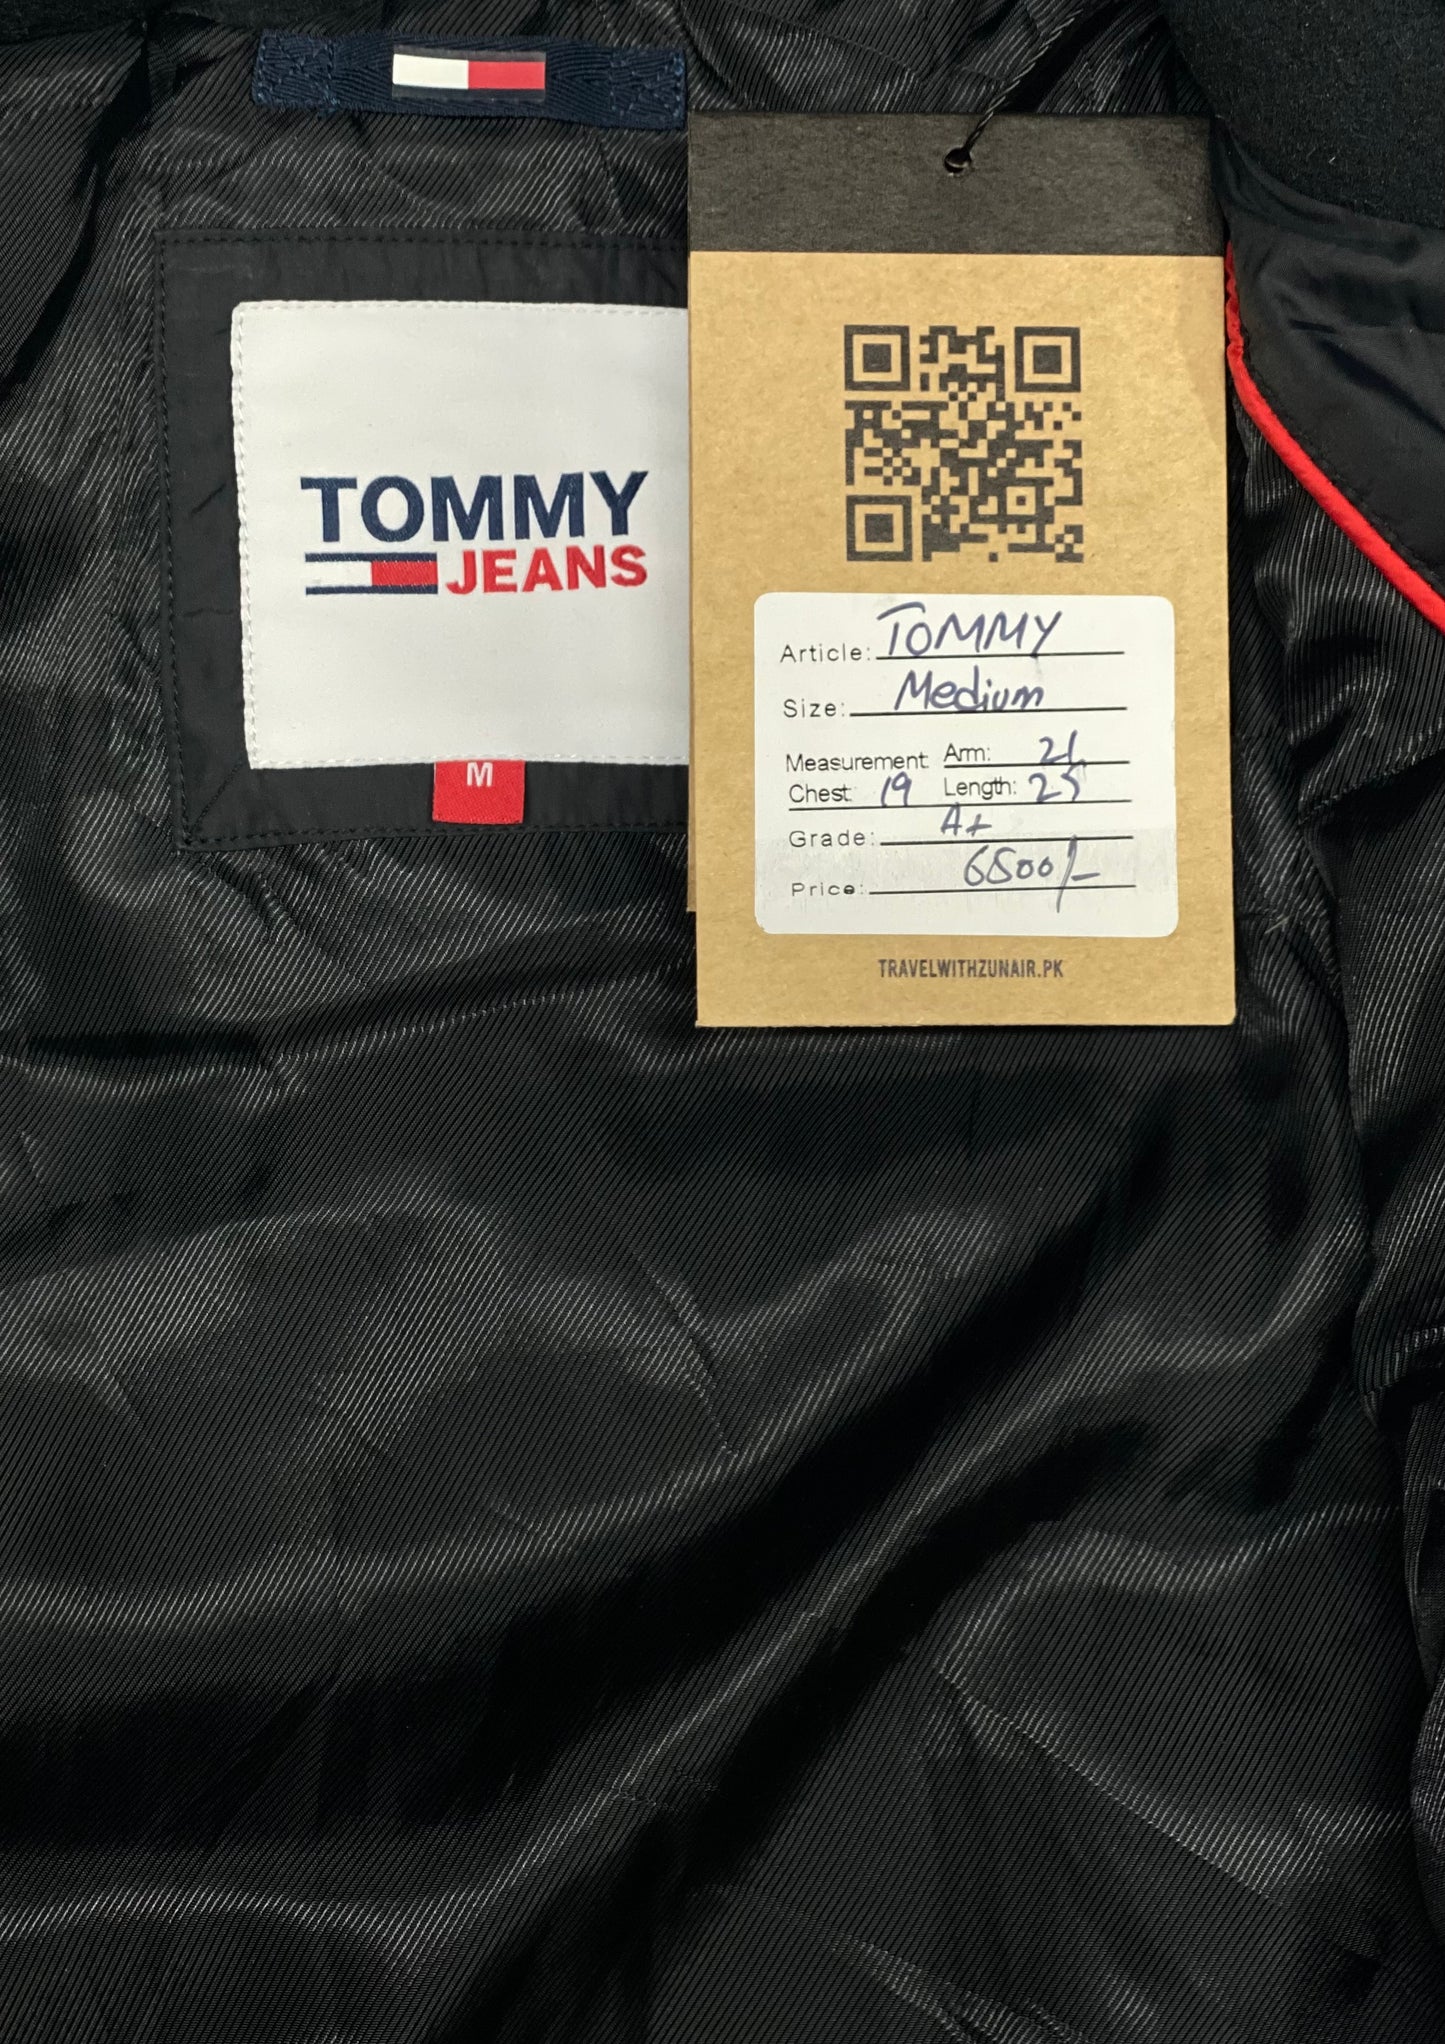 TOMMY
JEANS
M
Article: TOMMY
Size: Medium
Measurement Arm: 21
Chest: 19 Length: 25
Grade: A+
Price: 6500/-
TRAVELWITHZUNAIR.PK